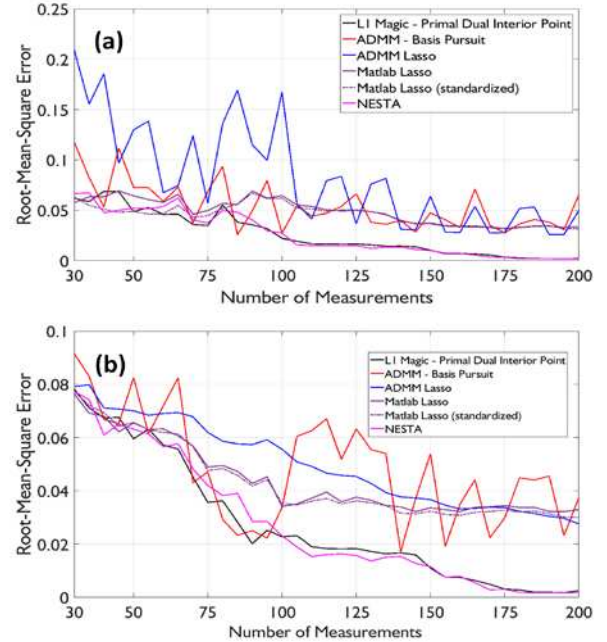 (a)
L1 Magic - Primal Dual Interior Point
ADMM - Basis Pursuit
ADMM Lasso
Matlab Lasso
Matlab Lasso (standardized)
NESTA
Root-Mean-Square Error
0.25
0.2
0.15
0.1
0.05
0
30 50 75 100 125 150 175 200
Number of Measurements
(b)
L1 Magic - Primal Dual Interior Point
ADMM - Basis Pursuit
ADMM Lasso
Matlab Lasso
Matlab Lasso (standardized)
NESTA
Root-Mean-Square Error
0.1
0.08
0.06
0.04
0.02
0
30 50 75 100 125 150 175 200
Number of Measurements